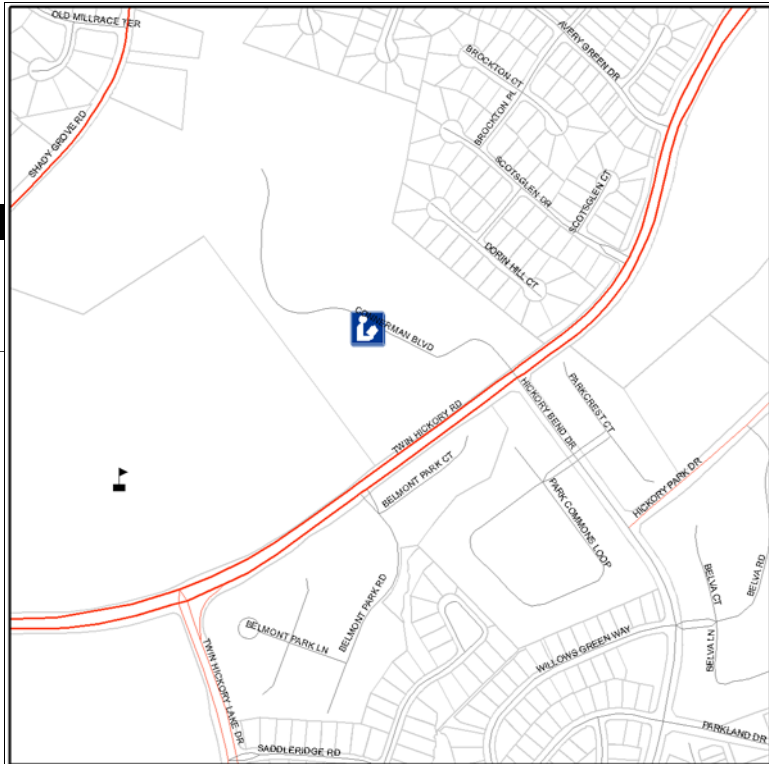 OLD MILLRACE TER
AVERY GREEN DR
BROCKTON CT
BROCKTON PL
SHADY GROVE RD
SCOTSGLEN DR
SCOTSGLEN CT
DORIN HILL CT
BLVD
TWIN HICKORY RD
HICKORY BEND DR
PARKCREST CT
BELMONT PARK CT
HICKORY PARK DR
PARK COMMONS LOOP
BELVA CT
BELVA RD
BELMONT PARK RD
BELMONT PARK LN
BELVA LN
WILLOWS GREEN WAY
TWIN HICKORY LAKE DR
PARKLAND DR
SADDLERIDGE RD